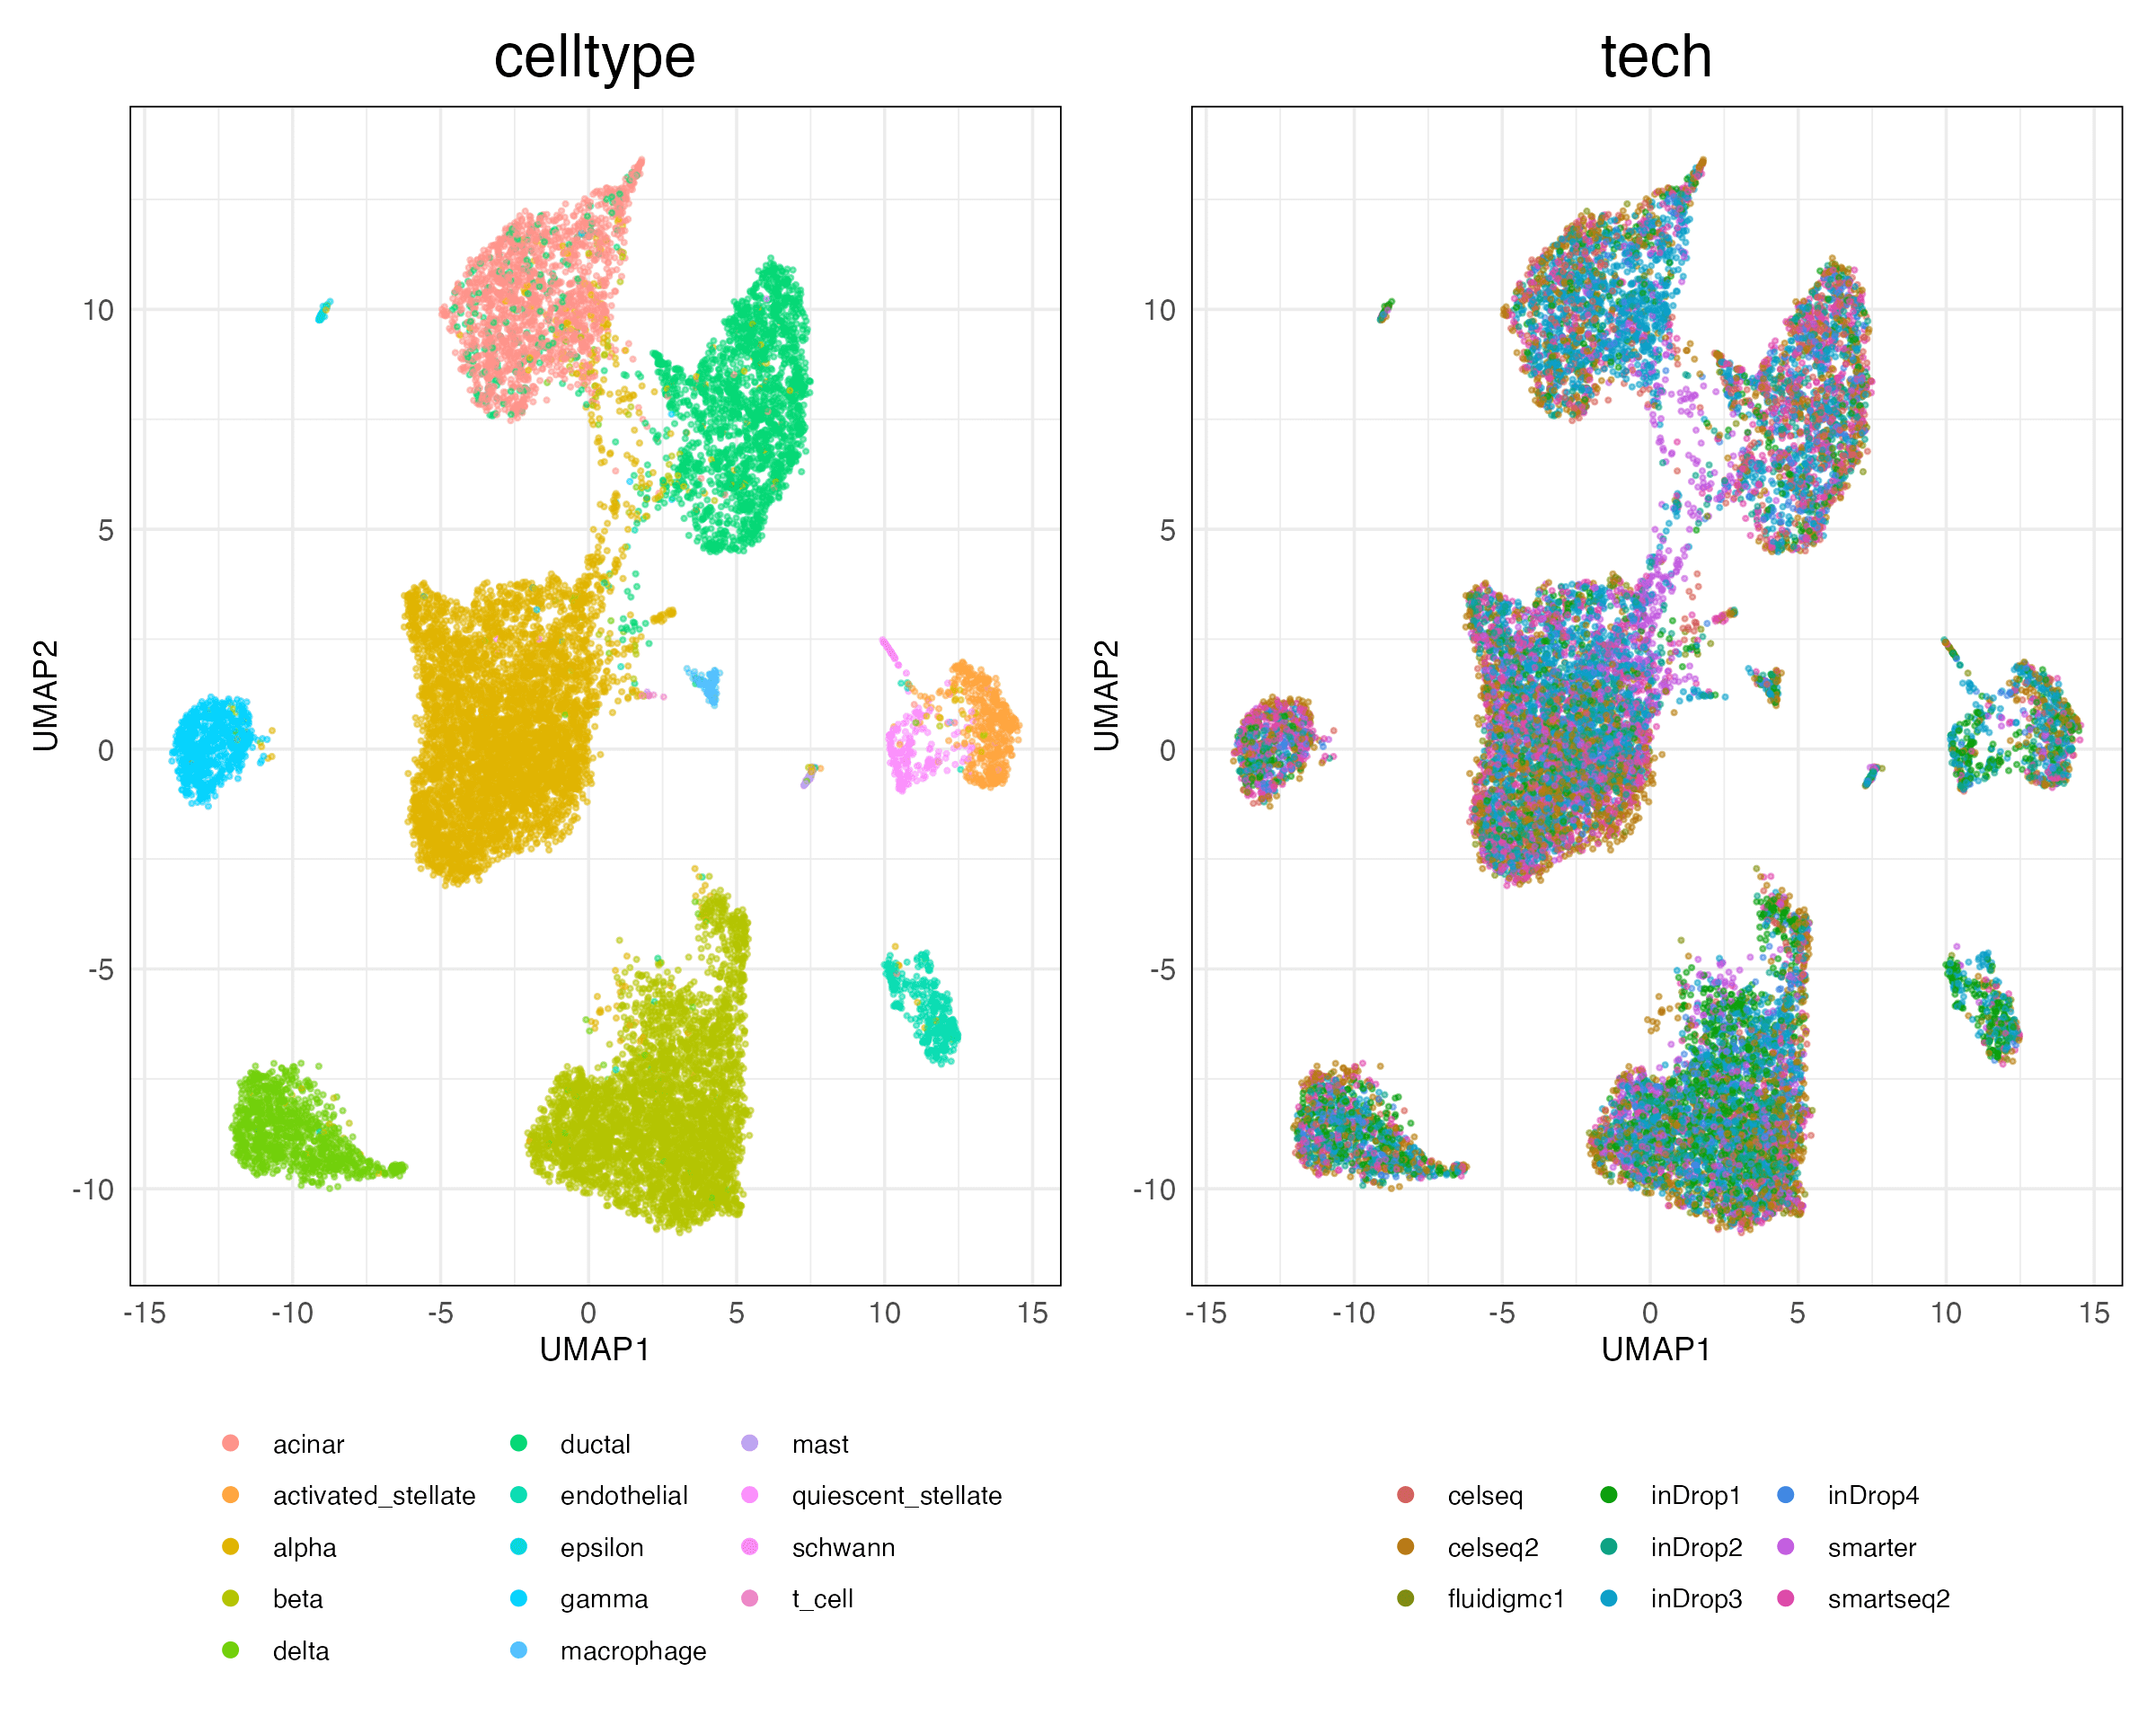 celltype
tech
10
5
0
-5
-10
UMAP2
-15 -10 -5 0 5 10 15
UMAP1
10
5
0
-5
-10
UMAP2
-15 -10 -5 0 5 10 15
UMAP1
acinar
activated_stellate
alpha
beta
delta
ductal
endothelial
epsilon
gamma
macrophage
mast
quiescent_stellate
schwann
t_cell
celseq
celseq2
fluidigmc1
inDrop1
inDrop2
inDrop3
inDrop4
smarter
smartseq2